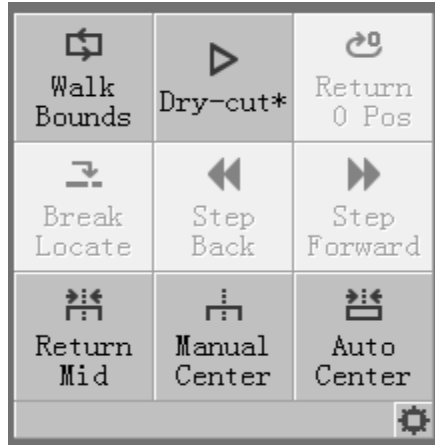 Walk
Bounds
Dry-cut*
Return
0 Pos
Break
Locate
Step
Back
Step
Forward
Return
Mid
Manual
Center
Auto
Center